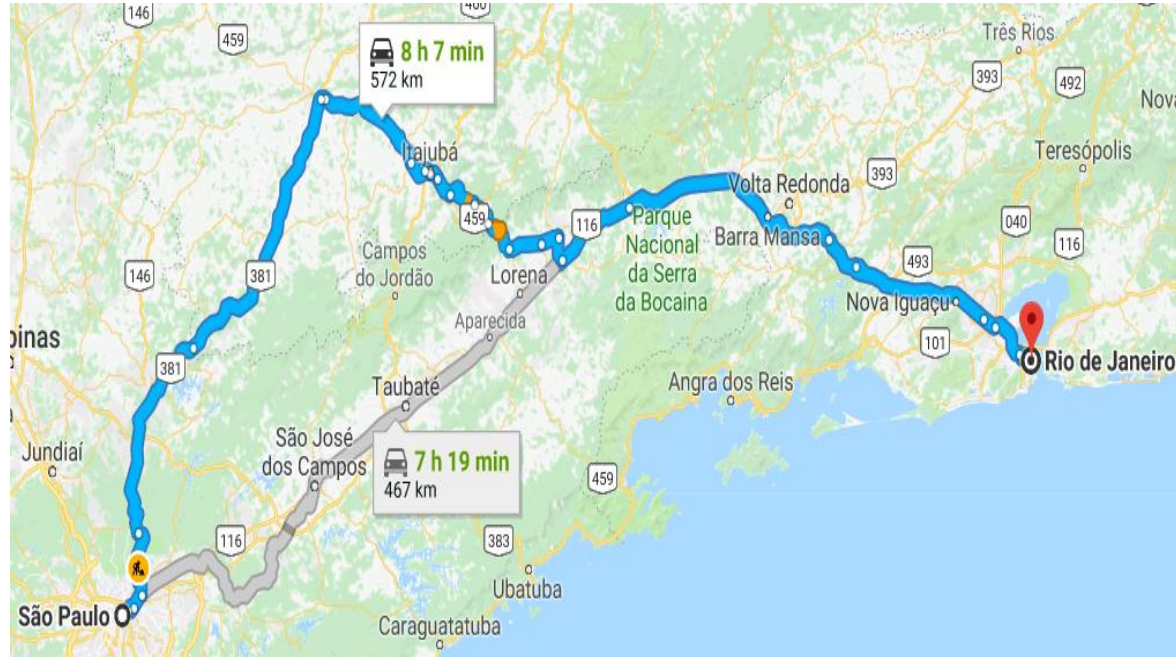 146
459
460
8 h 7 min
572 km
Três Rios
393
492
Nova
Itajubá
Teresópolis
459
116
Volta Redonda
393
Parque
Nacional
da Serra
da Bocaina
Barra Mansa
040
116
146
381
Campos
do Jordão
Lorena
493
Nova Iguaçu
Aparecida
101
pinas
381
Rio de Janeiro
Taubaté
Angra dos Reis
Jundiaí
São José
dos Campos
7 h 19 min
467 km
459
116
383
Ubatuba
São Paulo
Caraguatatuba